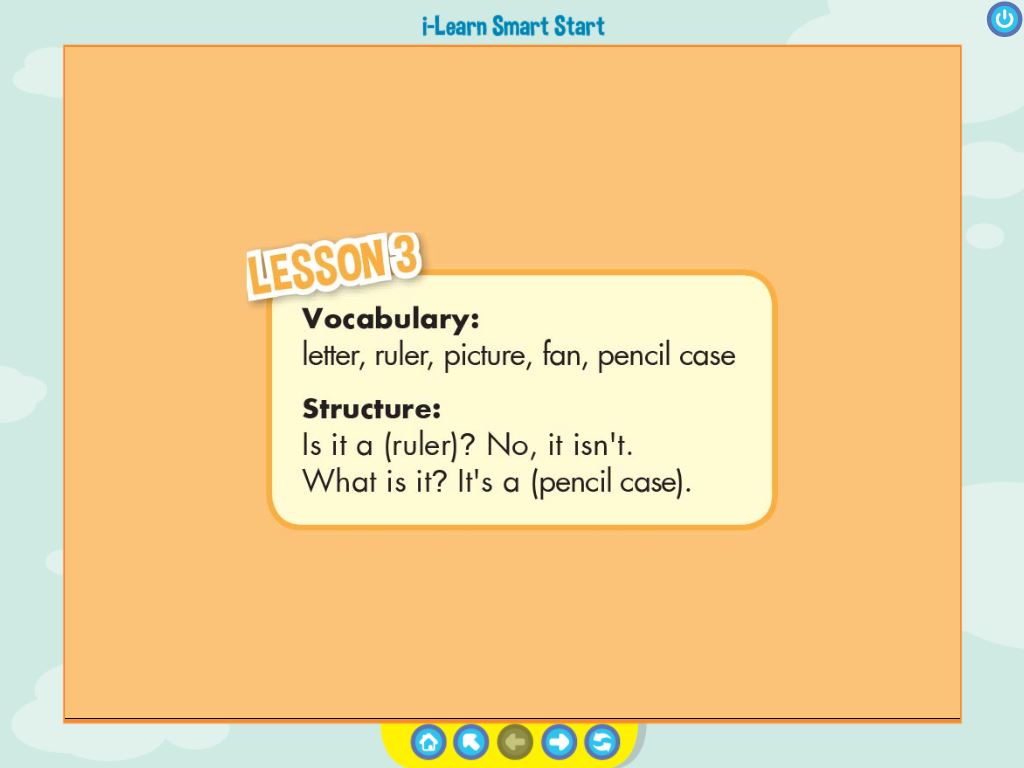 i-Learn Smart Start
LESSON 3
Vocabulary:
letter, ruler, picture, fan, pencil case
Structure:
Is it a (ruler)? No, it isn't.
What is it? It's a (pencil case).